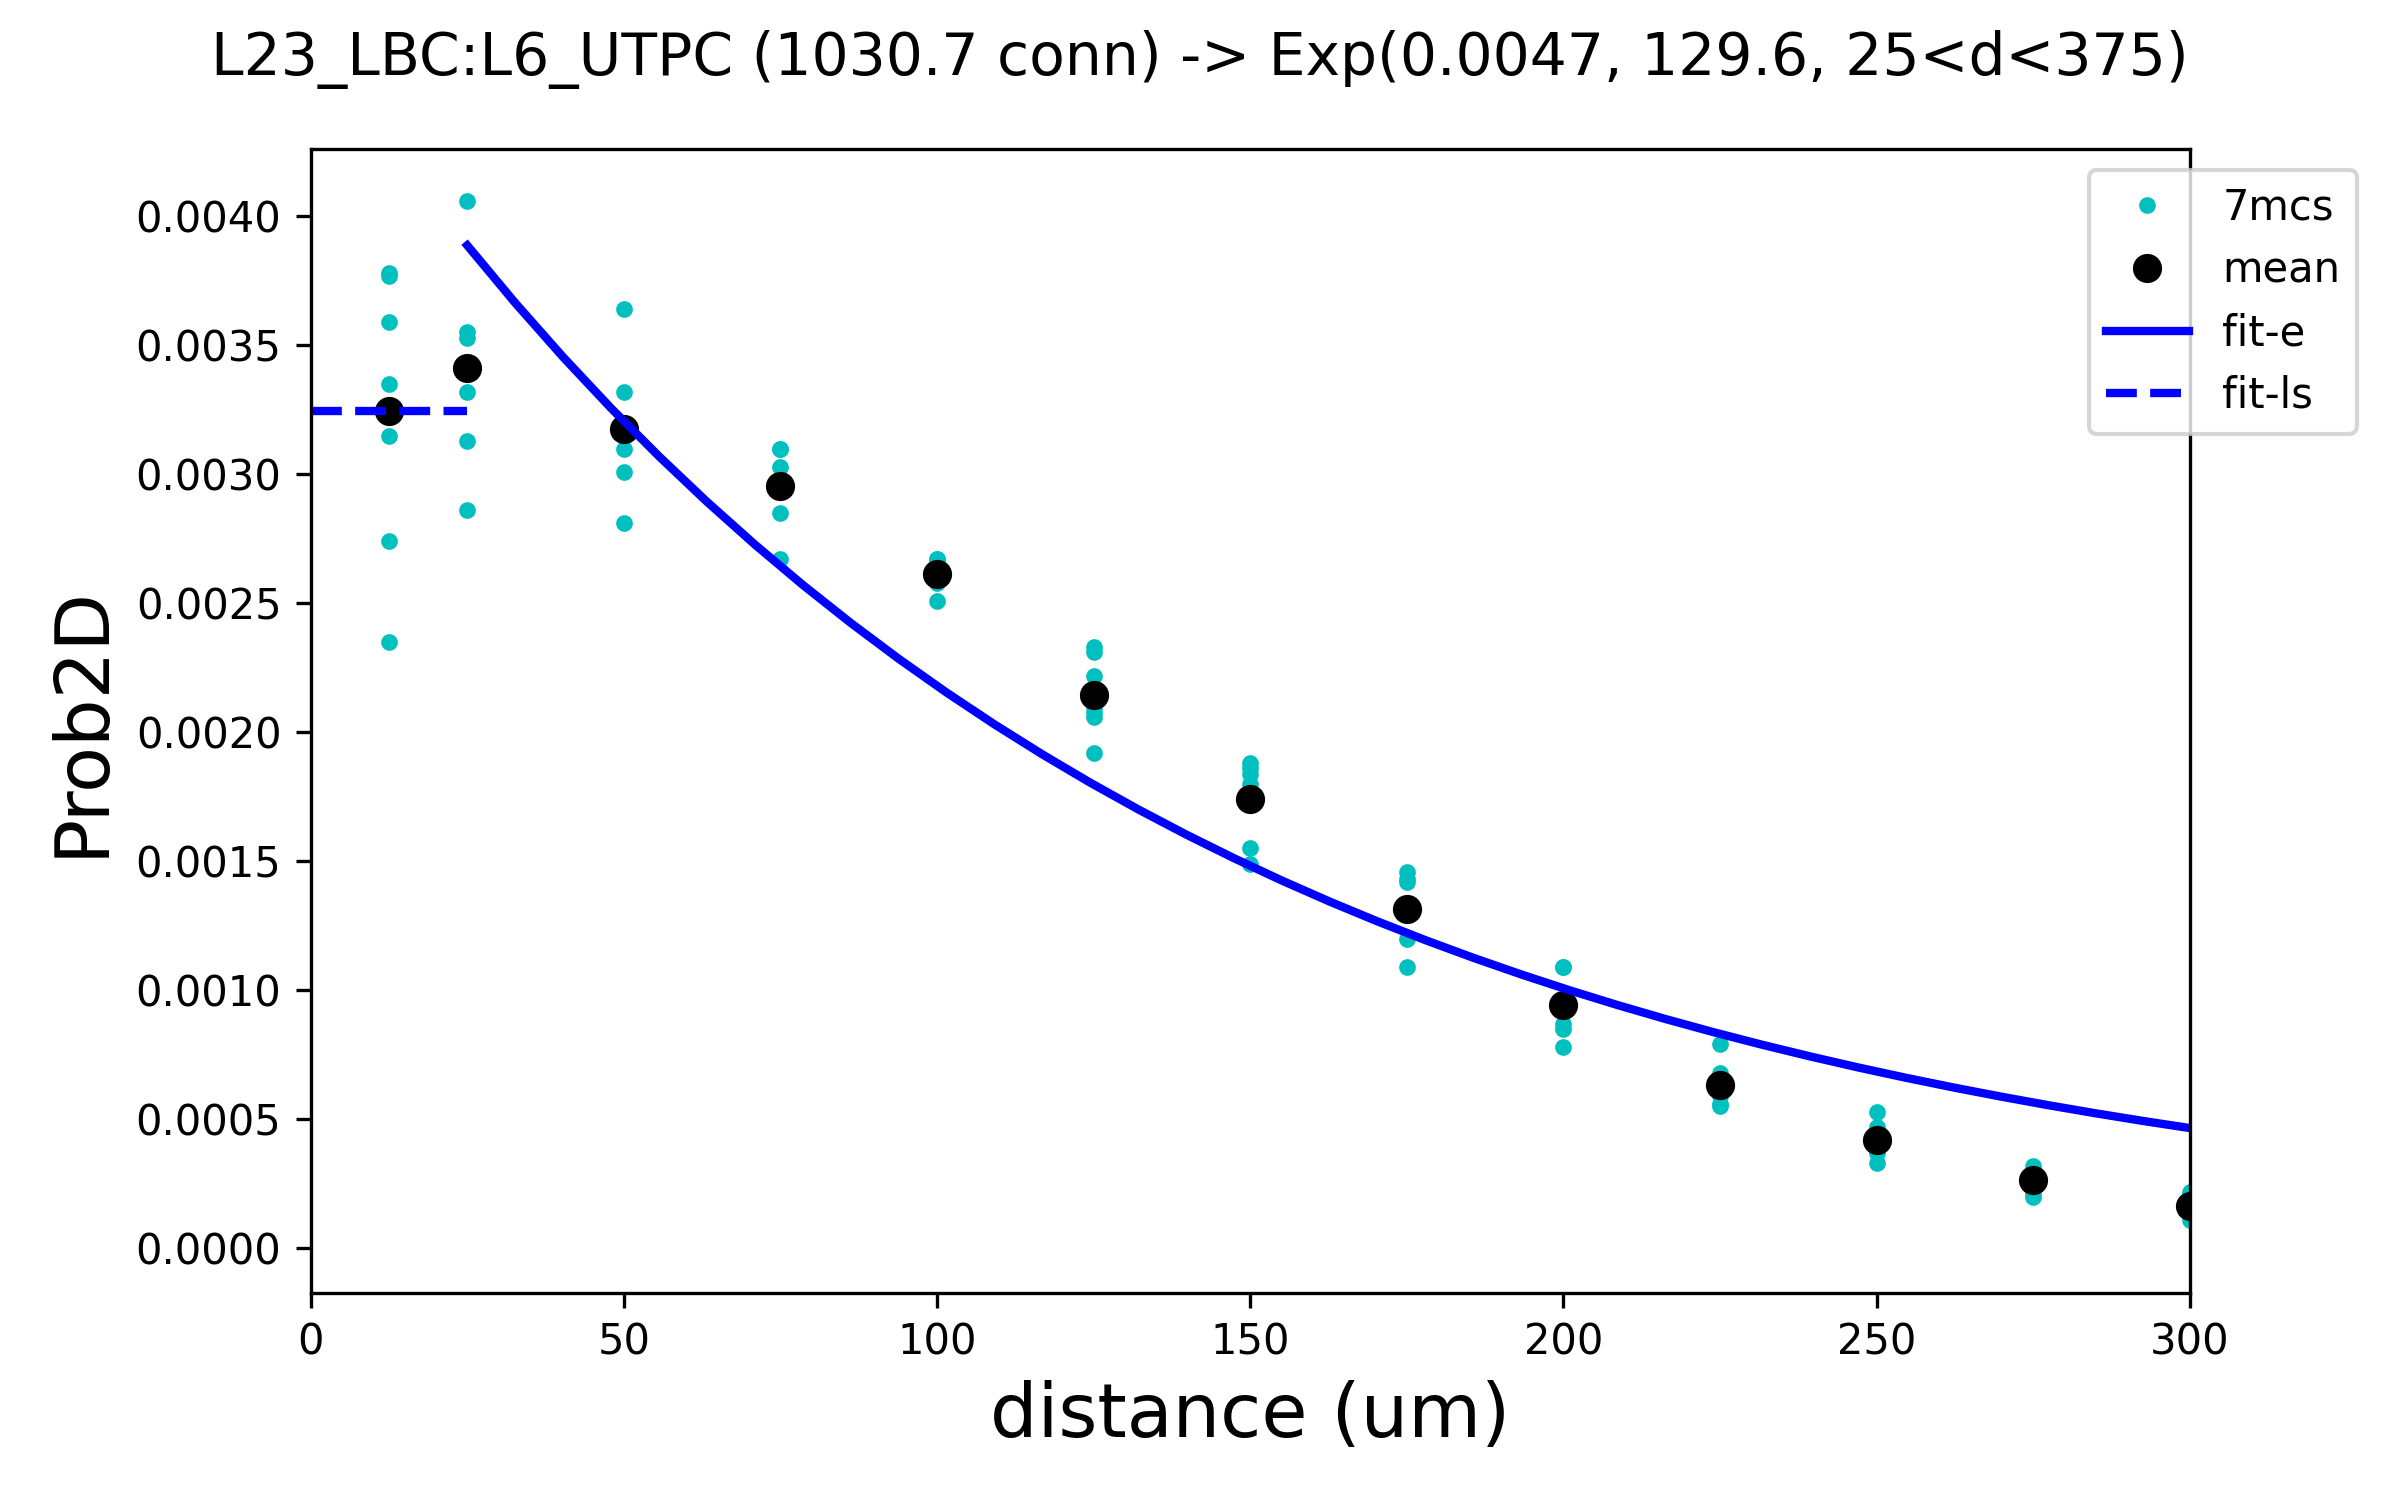 L23_LBC:L6_UTPC (1030.7 conn) -> Exp(0.0047, 129.6, 25<d<375)
7mcs
mean
fit-e
fit-ls
0.0040
0.0035
0.0030
0.0025
0.0020
0.0015
0.0010
0.0005
0.0000
Prob2D
0 50 100 150 200 250 300
distance (um)